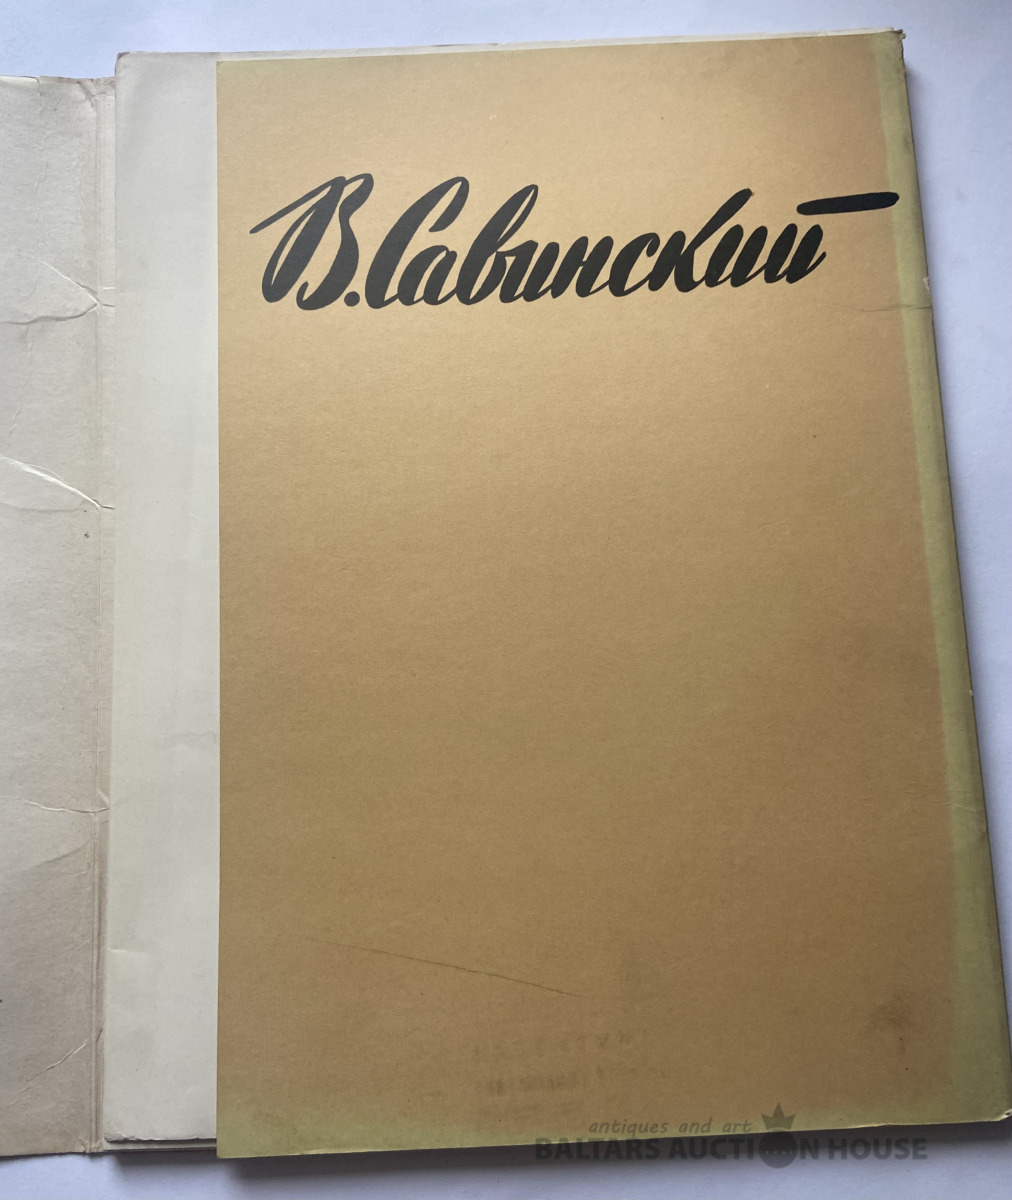 В. Савинский
antiques and art
BALTARS AUCTION HOUSE